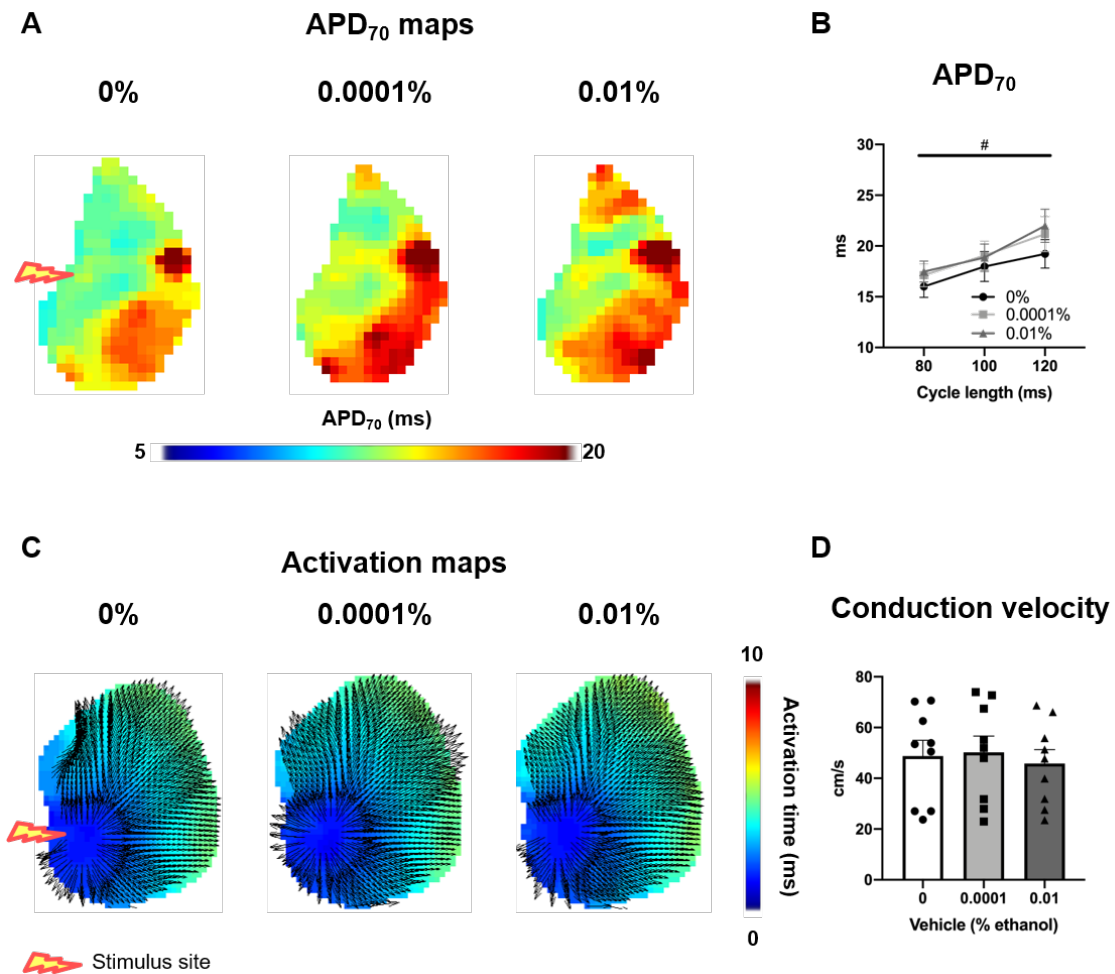 A
APD₇₀ maps
0%
0.0001%
0.01%
APD₇₀ (ms)
5
20
B
APD₇₀
#
30
25
20
15
10
ms
80
100
120
Cycle length (ms)
0%
0.0001%
0.01%
C
Activation maps
0%
0.0001%
0.01%
10
Activation time (ms)
0
Stimulus site
D
Conduction velocity
80
60
40
20
0
cm/s
0
0.0001
0.01
Vehicle (% ethanol)